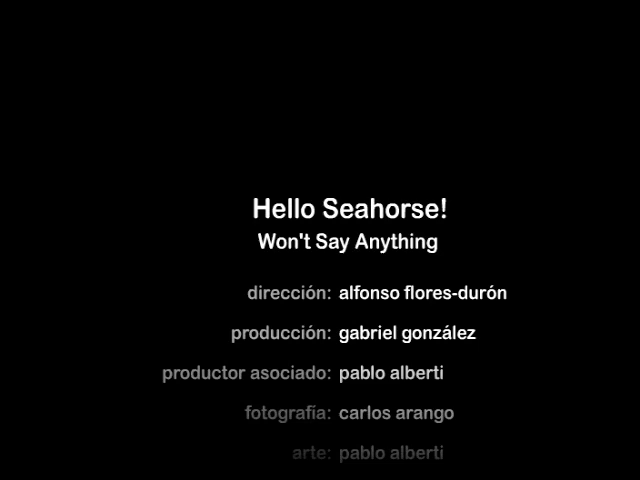 Hello Seahorse!
Won't Say Anything
dirección: alfonso flores-durón
producción: gabriel gonzález
productor asociado: pablo alberti
fotografía: carlos arango
arte: pablo alberti